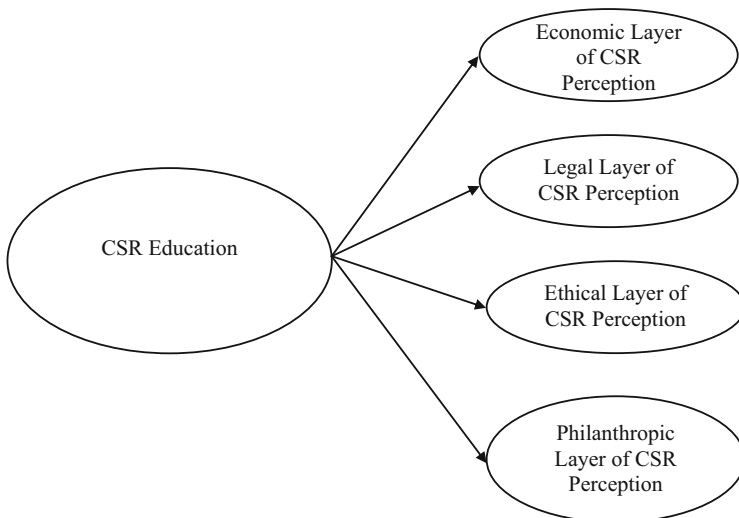 Economic Layer
of CSR
Perception
Legal Layer of
CSR Perception
CSR Education
Ethical Layer of
CSR Perception
Philanthropic
Layer of CSR
Perception